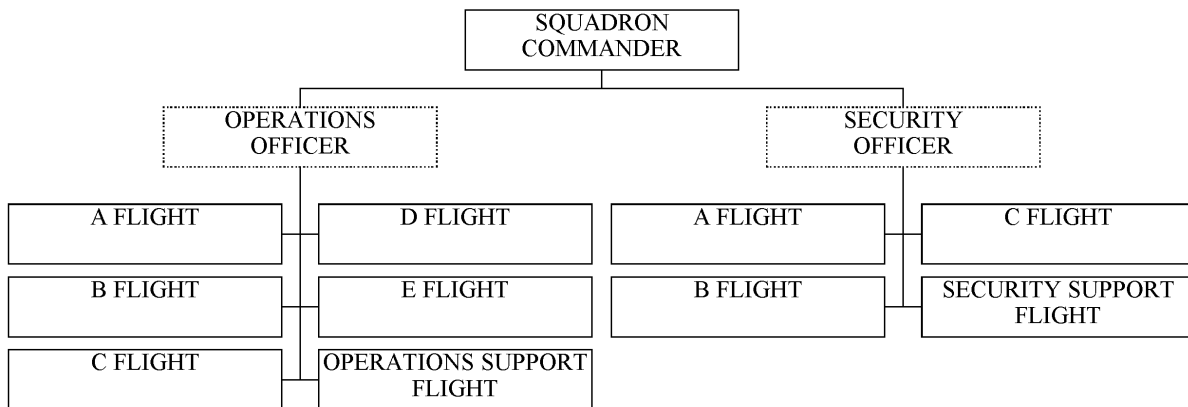 SQUADRON
COMMANDER
OPERATIONS
OFFICER
SECURITY
OFFICER
A FLIGHT
D FLIGHT
A FLIGHT
C FLIGHT
B FLIGHT
E FLIGHT
B FLIGHT
SECURITY SUPPORT
FLIGHT
C FLIGHT
OPERATIONS SUPPORT
FLIGHT